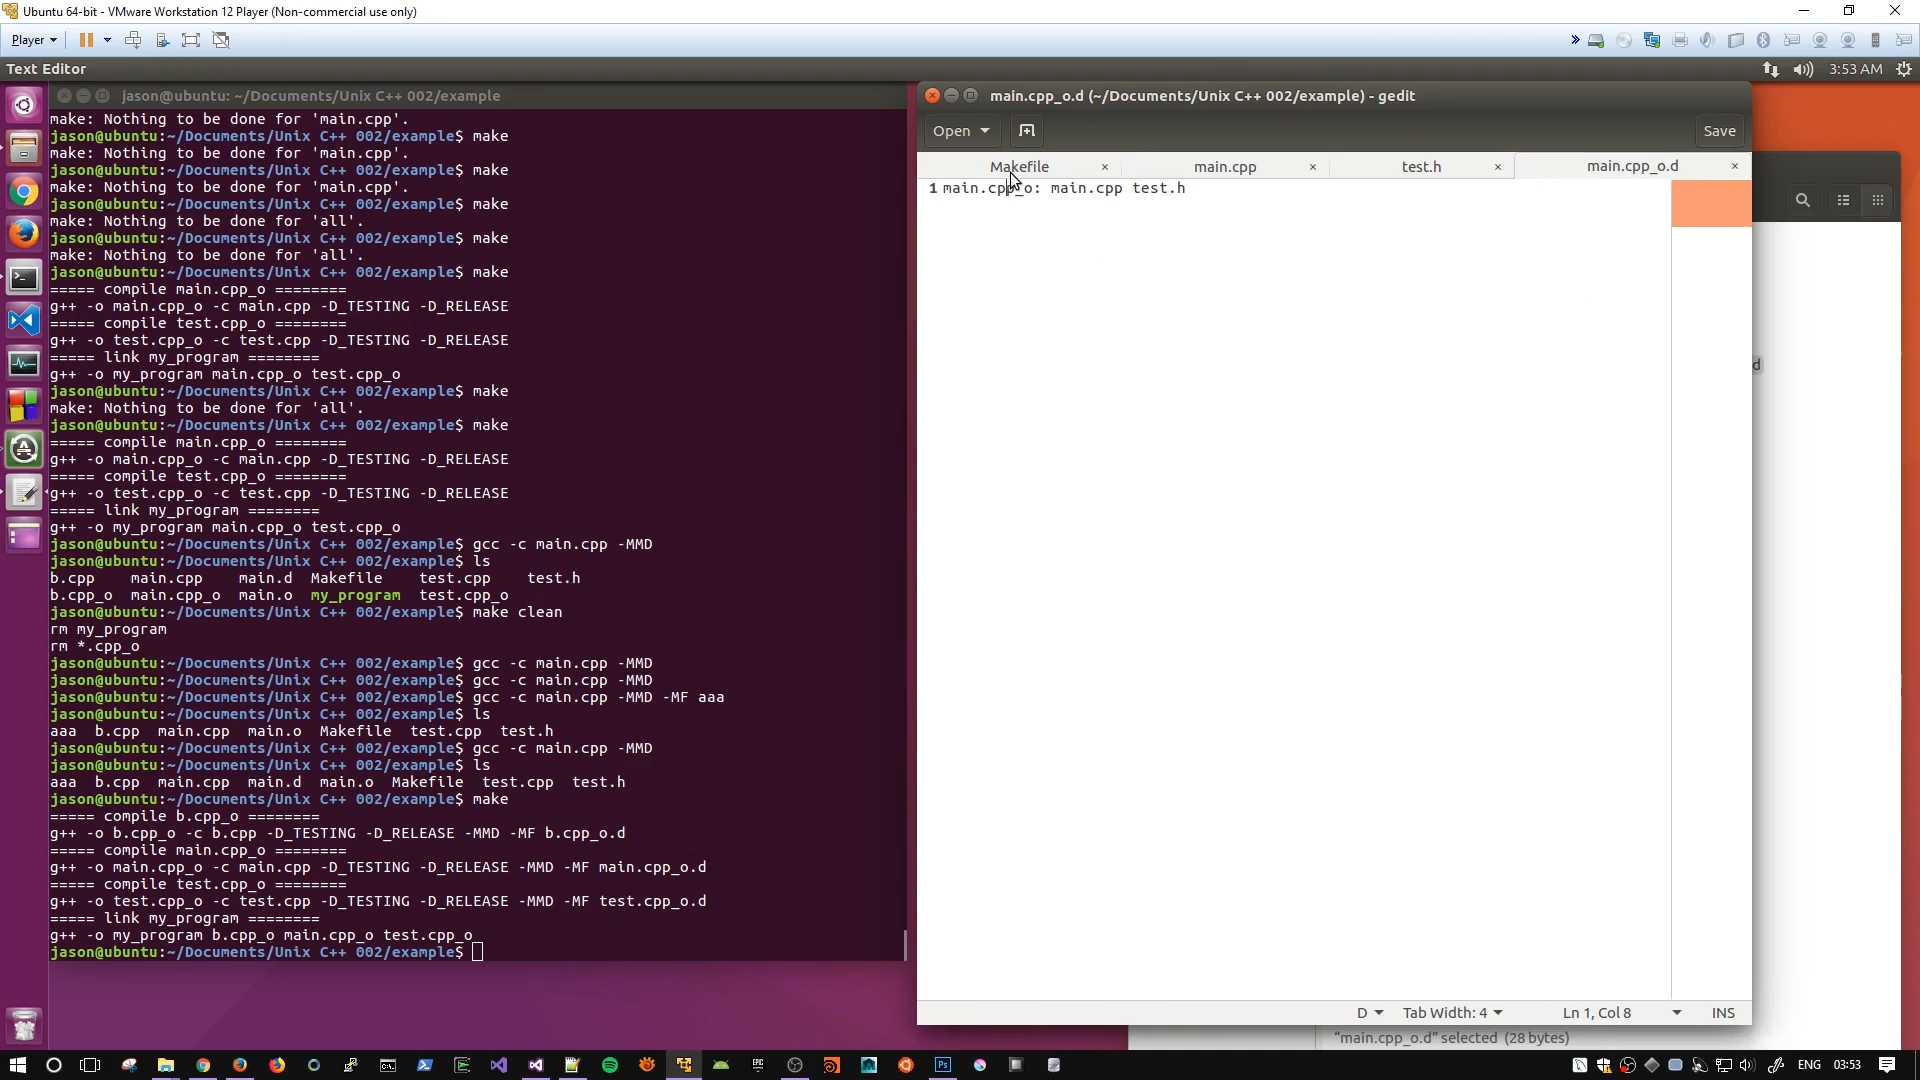 Ubuntu 64-bit - VMware Workstation 12 Player (Non-commercial use only)
Player
Text Editor
3:53 AM
jason@ubuntu: ~/Documents/Unix C++ 002/example
make: Nothing to be done for 'main.cpp'.
jason@ubuntu:~/Documents/Unix C++ 002/example$ make
make: Nothing to be done for 'main.cpp'.
jason@ubuntu:~/Documents/Unix C++ 002/example$ make
make: Nothing to be done for 'main.cpp'.
jason@ubuntu:~/Documents/Unix C++ 002/example$ make
make: Nothing to be done for 'all'.
jason@ubuntu:~/Documents/Unix C++ 002/example$ make
make: Nothing to be done for 'all'.
jason@ubuntu:~/Documents/Unix C++ 002/example$ make
===== compile main.cpp_o ========
g++ -o main.cpp_o -c main.cpp -D_TESTING -D_RELEASE
===== compile test.cpp_o ========
g++ -o test.cpp_o -c test.cpp -D_TESTING -D_RELEASE
===== link my_program ========
g++ -o my_program main.cpp_o test.cpp_o
jason@ubuntu:~/Documents/Unix C++ 002/example$ make
make: Nothing to be done for 'all'.
jason@ubuntu:~/Documents/Unix C++ 002/example$ make
===== compile main.cpp_o ========
g++ -o main.cpp_o -c main.cpp -D_TESTING -D_RELEASE
===== compile test.cpp_o ========
g++ -o test.cpp_o -c test.cpp -D_TESTING -D_RELEASE
===== link my_program ========
g++ -o my_program main.cpp_o test.cpp_o
jason@ubuntu:~/Documents/Unix C++ 002/example$ gcc -c main.cpp -MMD
jason@ubuntu:~/Documents/Unix C++ 002/example$ ls
b.cpp main.cpp main.d Makefile test.cpp test.h
b.cpp_o main.cpp_o main.o my_program test.cpp_o
jason@ubuntu:~/Documents/Unix C++ 002/example$ make clean
rm my_program
rm *.cpp_o
jason@ubuntu:~/Documents/Unix C++ 002/example$ gcc -c main.cpp -MMD
jason@ubuntu:~/Documents/Unix C++ 002/example$ gcc -c main.cpp -MMD
jason@ubuntu:~/Documents/Unix C++ 002/example$ gcc -c main.cpp -MMD -MF aaa
jason@ubuntu:~/Documents/Unix C++ 002/example$ ls
aaa b.cpp main.cpp main.o Makefile test.cpp test.h
jason@ubuntu:~/Documents/Unix C++ 002/example$ gcc -c main.cpp -MMD
jason@ubuntu:~/Documents/Unix C++ 002/example$ ls
aaa b.cpp main.cpp main.d main.o Makefile test.cpp test.h
jason@ubuntu:~/Documents/Unix C++ 002/example$ make
===== compile b.cpp_o ========
g++ -o b.cpp_o -c b.cpp -D_TESTING -D_RELEASE -MMD -MF b.cpp_o.d
===== compile main.cpp_o ========
g++ -o main.cpp_o -c main.cpp -D_TESTING -D_RELEASE -MMD -MF main.cpp_o.d
===== compile test.cpp_o ========
g++ -o test.cpp_o -c test.cpp -D_TESTING -D_RELEASE -MMD -MF test.cpp_o.d
===== link my_program ========
g++ -o my_program b.cpp_o main.cpp_o test.cpp_o
jason@ubuntu:~/Documents/Unix C++ 002/example$
main.cpp_o.d (~/Documents/Unix C++ 002/example) - gedit
Open
Save
Makefile main.cpp test.h main.cpp_o.d
1 main.cpp_o: main.cpp test.h
d
D Tab Width: 4 Ln 1, Col 8 INS
"main.cpp_o.d" selected (28 bytes)
ENG 03:53